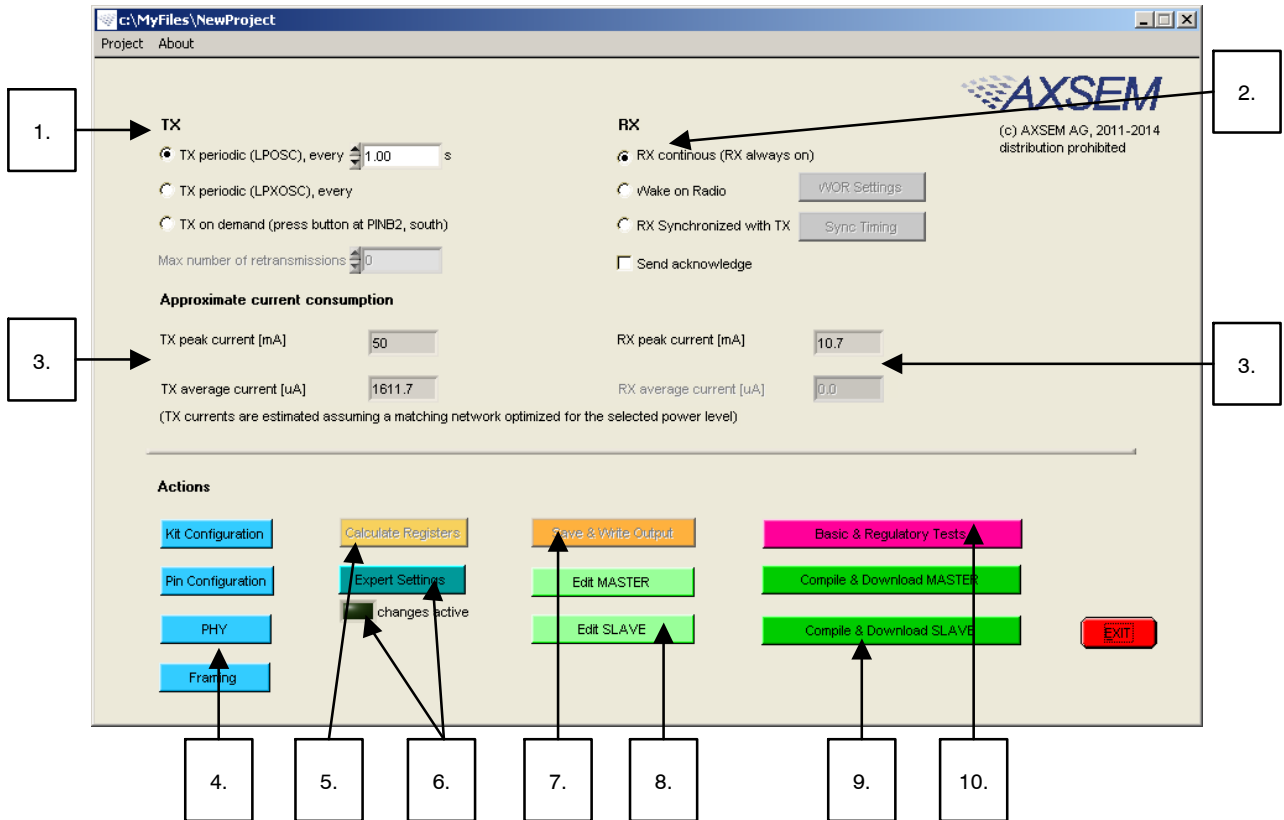 c:\MyFiles\NewProject
Project About
AXSEM
(c) AXSEM AG, 2011-2014
distribution prohibited
1.
2.
TX
TX periodic (LPOSC), every 1.00 s
TX periodic (LPXOSC), every
TX on demand (press button at PINB2, south)
Max number of retransmissions 0
RX
RX continous (RX always on)
Wake on Radio WOR Settings
RX Synchronized with TX Sync Timing
Send acknowledge
Approximate current consumption
3.
TX peak current [mA] 50
RX peak current [mA] 10.7
3.
TX average current [uA] 1611.7
RX average current [uA] 0.0
(TX currents are estimated assuming a matching network optimized for the selected power level)
Actions
Kit Configuration
Calculate Registers
Save & Write Output
Basic & Regulatory Tests
Pin Configuration
Expert Settings
Edit MASTER
Compile & Download MASTER
changes active
PHY
Edit SLAVE
Compile & Download SLAVE
EXIT
Framing
4.
5.
6.
7.
8.
9.
10.